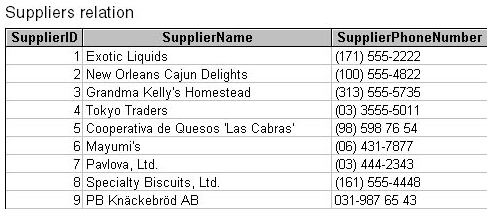 Suppliers relation
SupplierID SupplierName SupplierPhoneNumber
1 Exotic Liquids (171) 555-2222
2 New Orleans Cajun Delights (100) 555-4822
3 Grandma Kelly's Homestead (313) 555-5735
4 Tokyo Traders (03) 3555-5011
5 Cooperativa de Quesos 'Las Cabras' (98) 598 76 54
6 Mayumi's (06) 431-7877
7 Pavlova, Ltd. (03) 444-2343
8 Specialty Biscuits, Ltd. (161) 555-4448
9 PB Knäckebröd AB 031-987 65 43